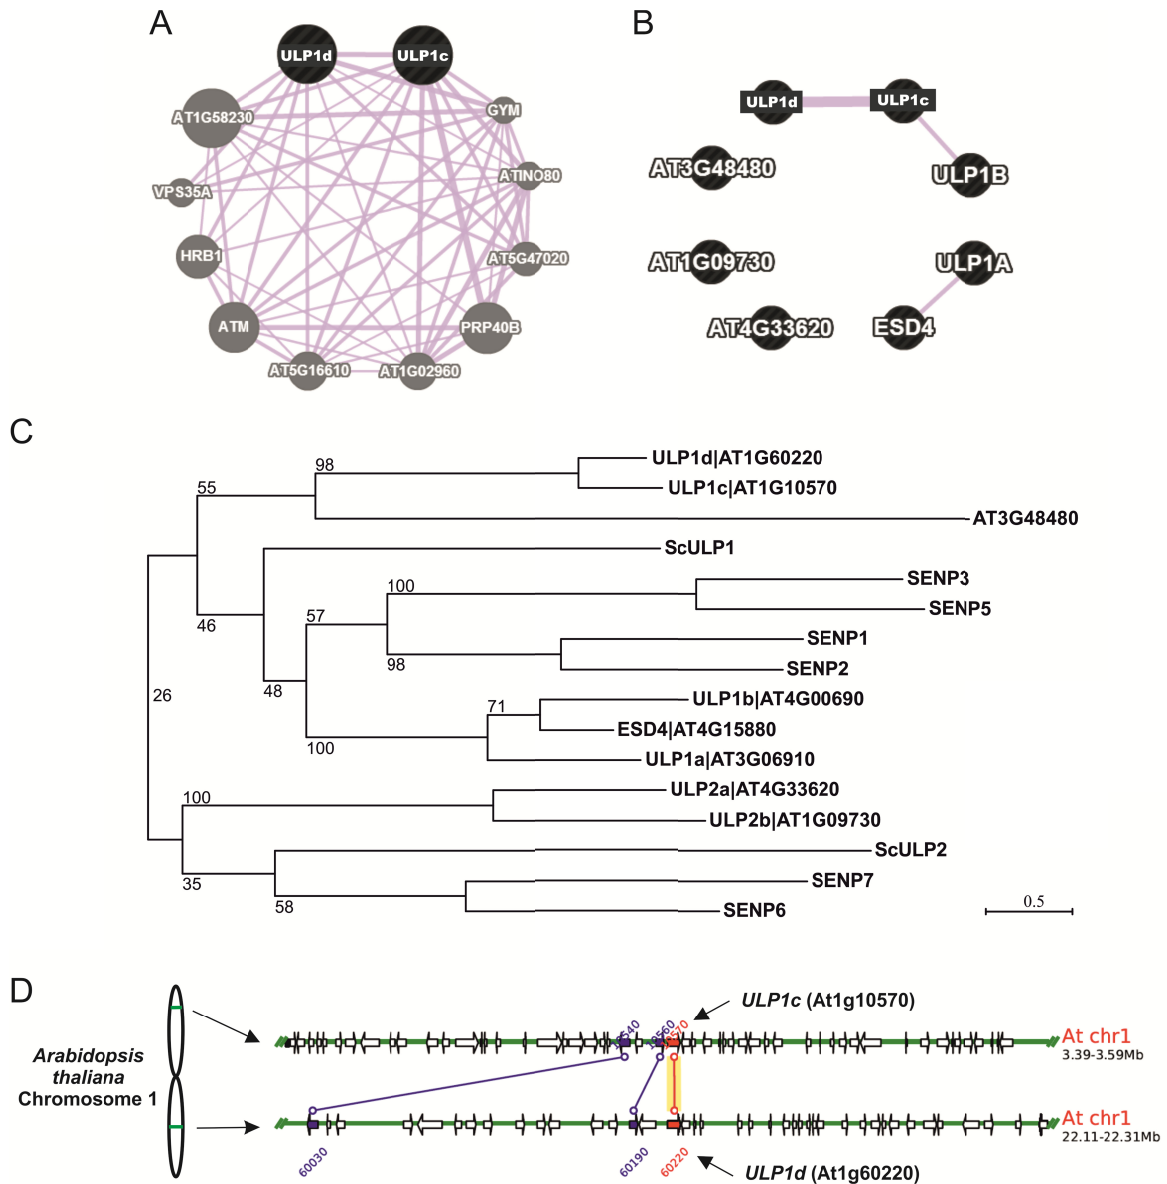 A
B
ULP1d
ULP1c
AT1G58230
GYM
VPS35A
ATINO80
HRB1
AT5G47020
ATM
PRP40B
AT5G16610
AT1G02960
ULP1d
ULP1c
AT3G48480
ULP1B
AT1G09730
ULP1A
AT4G33620
ESD4
C
98
ULP1d|AT1G60220
55
ULP1c|AT1G10570
AT3G48480
ScULP1
100
SENP3
57
SENP5
46
SENP1
98
SENP2
48
26
71
ULP1b|AT4G00690
ESD4|AT4G15880
100
ULP1a|AT3G06910
100
ULP2a|AT4G33620
ULP2b|AT1G09730
ScULP2
35
SENP7
58
SENP6
0.5
D
ULP1c (At1g10570)
10540
10560
10570
At chr1
3.39-3.59Mb
Arabidopsis
thaliana
Chromosome 1
At chr1
22.11-22.31Mb
60030
60190
60220
ULP1d (At1g60220)